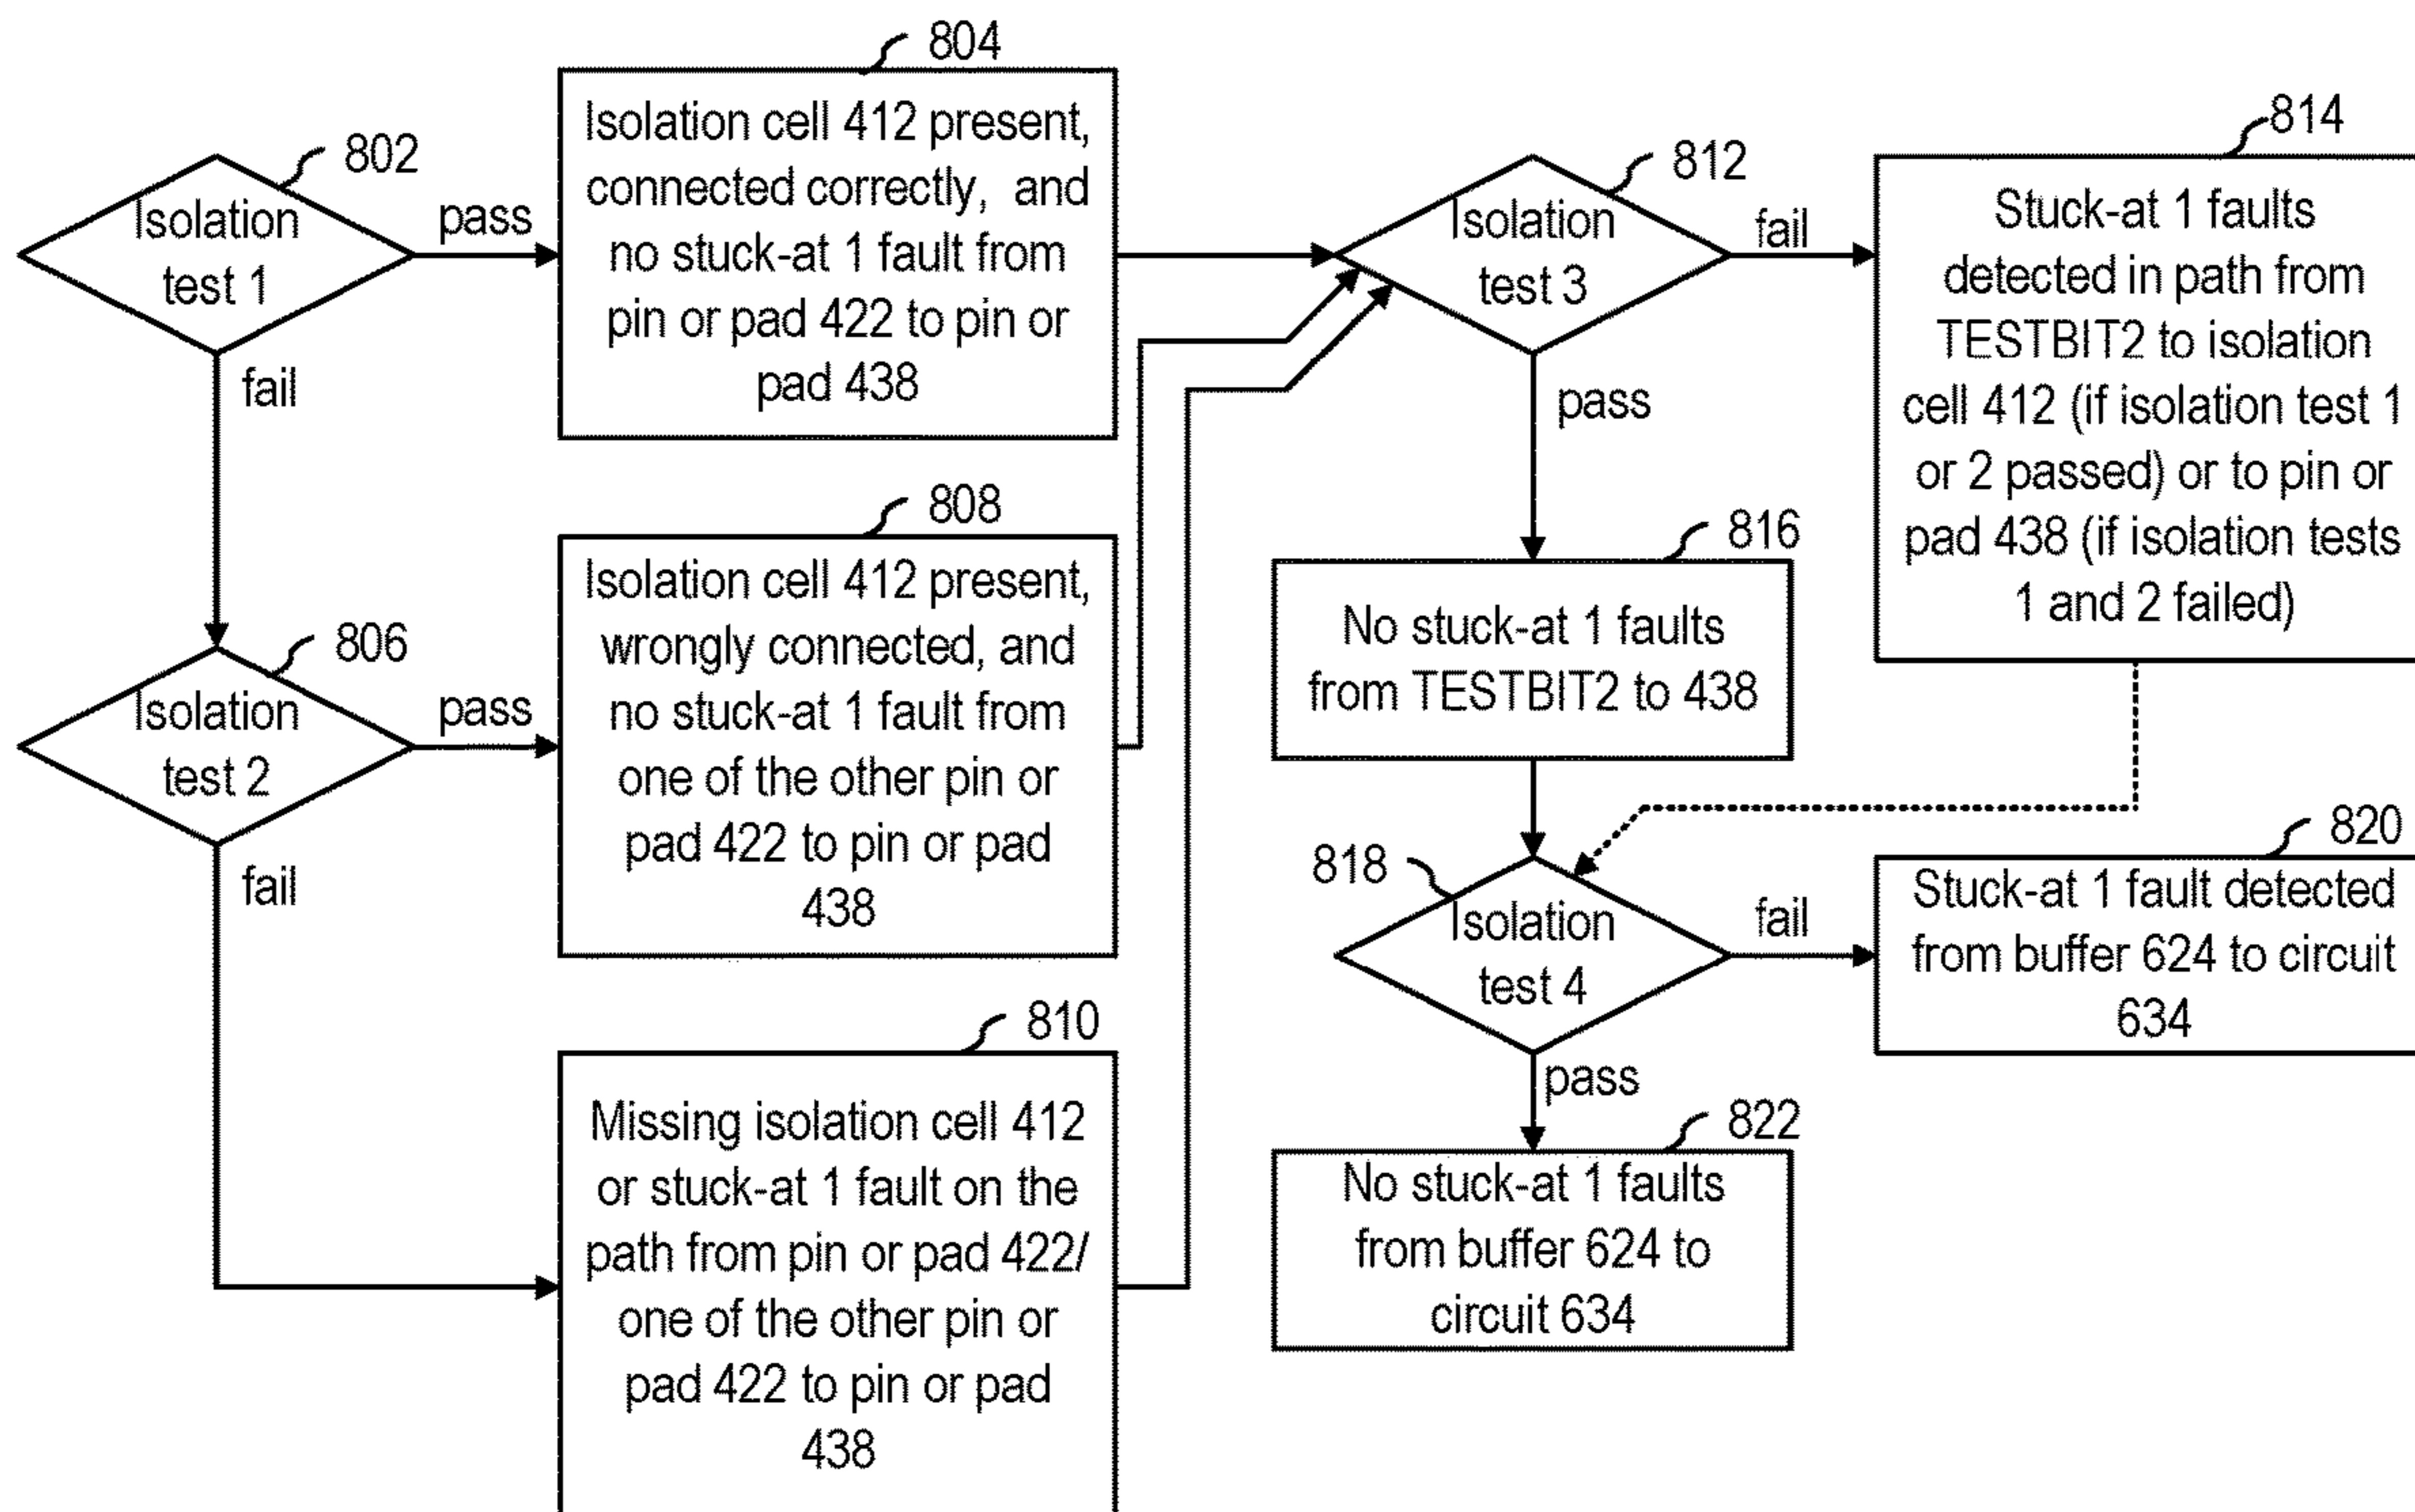 802
Isolation
test 1
pass
fail
804
Isolation cell 412 present,
connected correctly, and
no stuck-at 1 fault from
pin or pad 422 to pin or
pad 438
806
Isolation
test 2
pass
fail
808
Isolation cell 412 present,
wrongly connected, and
no stuck-at 1 fault from
one of the other pin or
pad 422 to pin or pad
438
810
Missing isolation cell 412
or stuck-at 1 fault on the
path from pin or pad 422/
one of the other pin or
pad 422 to pin or pad
438
812
Isolation
test 3
fail
pass
814
Stuck-at 1 faults
detected in path from
TESTBIT2 to isolation
cell 412 (if isolation test 1
or 2 passed) or to pin or
pad 438 (if isolation tests
1 and 2 failed)
816
No stuck-at 1 faults
from TESTBIT2 to 438
818
Isolation
test 4
fail
pass
820
Stuck-at 1 fault detected
from buffer 624 to circuit
634
822
No stuck-at 1 faults
from buffer 624 to
circuit 634